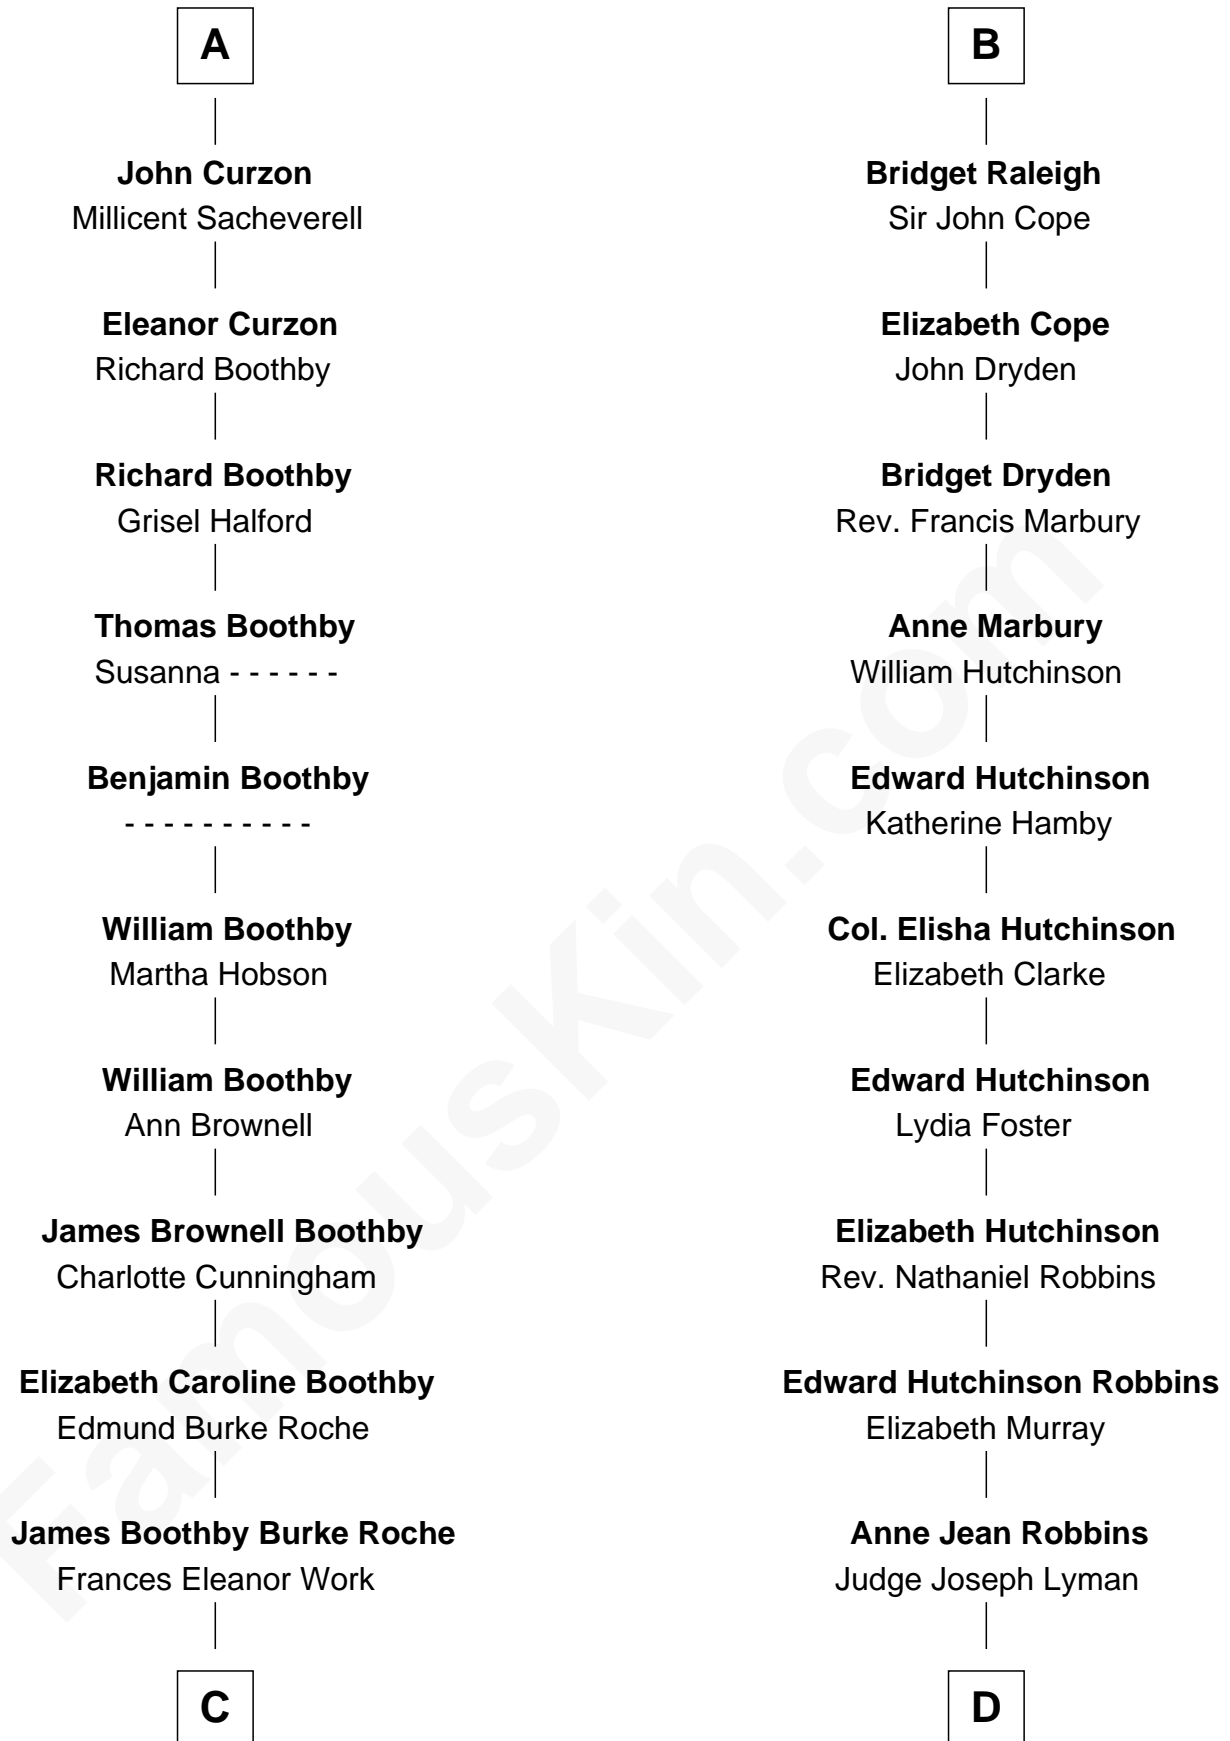 A
John Curzon
Millicent Sacheverell
Eleanor Curzon
Richard Boothby
Richard Boothby
Grisel Halford
Thomas Boothby
Susanna - - - - - -
Benjamin Boothby
- - - - - - - - - -
William Boothby
Martha Hobson
William Boothby
Ann Brownell
James Brownell Boothby
Charlotte Cunningham
Elizabeth Caroline Boothby
Edmund Burke Roche
James Boothby Burke Roche
Frances Eleanor Work
C
B
Bridget Raleigh
Sir John Cope
Elizabeth Cope
John Dryden
Bridget Dryden
Rev. Francis Marbury
Anne Marbury
William Hutchinson
Edward Hutchinson
Katherine Hamby
Col. Elisha Hutchinson
Elizabeth Clarke
Edward Hutchinson
Lydia Foster
Elizabeth Hutchinson
Rev. Nathaniel Robbins
Edward Hutchinson Robbins
Elizabeth Murray
Anne Jean Robbins
Judge Joseph Lyman
D
FamousKin.com